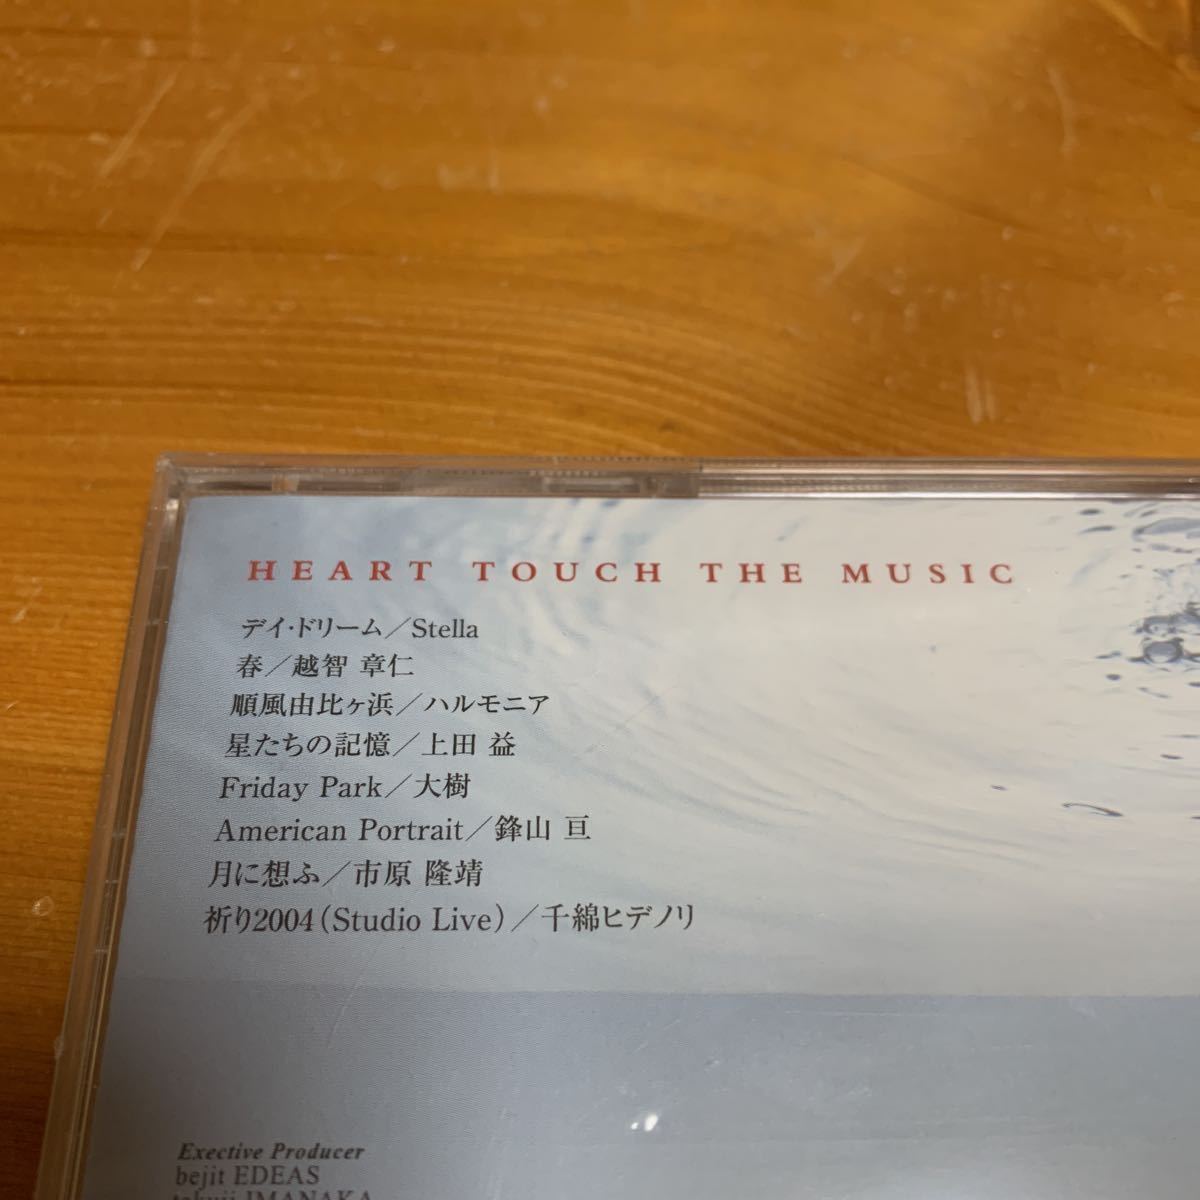 HEART TOUCH THE MUSIC
デイ・ドリーム／Stella
春／越智 章仁
順風由比ヶ浜／ハルモニア
星たちの記憶／上田 益
Friday Park／大樹
American Portrait／鋒山 亘
月に想ふ／市原 隆靖
祈り2004（Studio Live）／千綿ヒデノリ
Exective Producer
bejit EDEAS
takuji IMANAKA